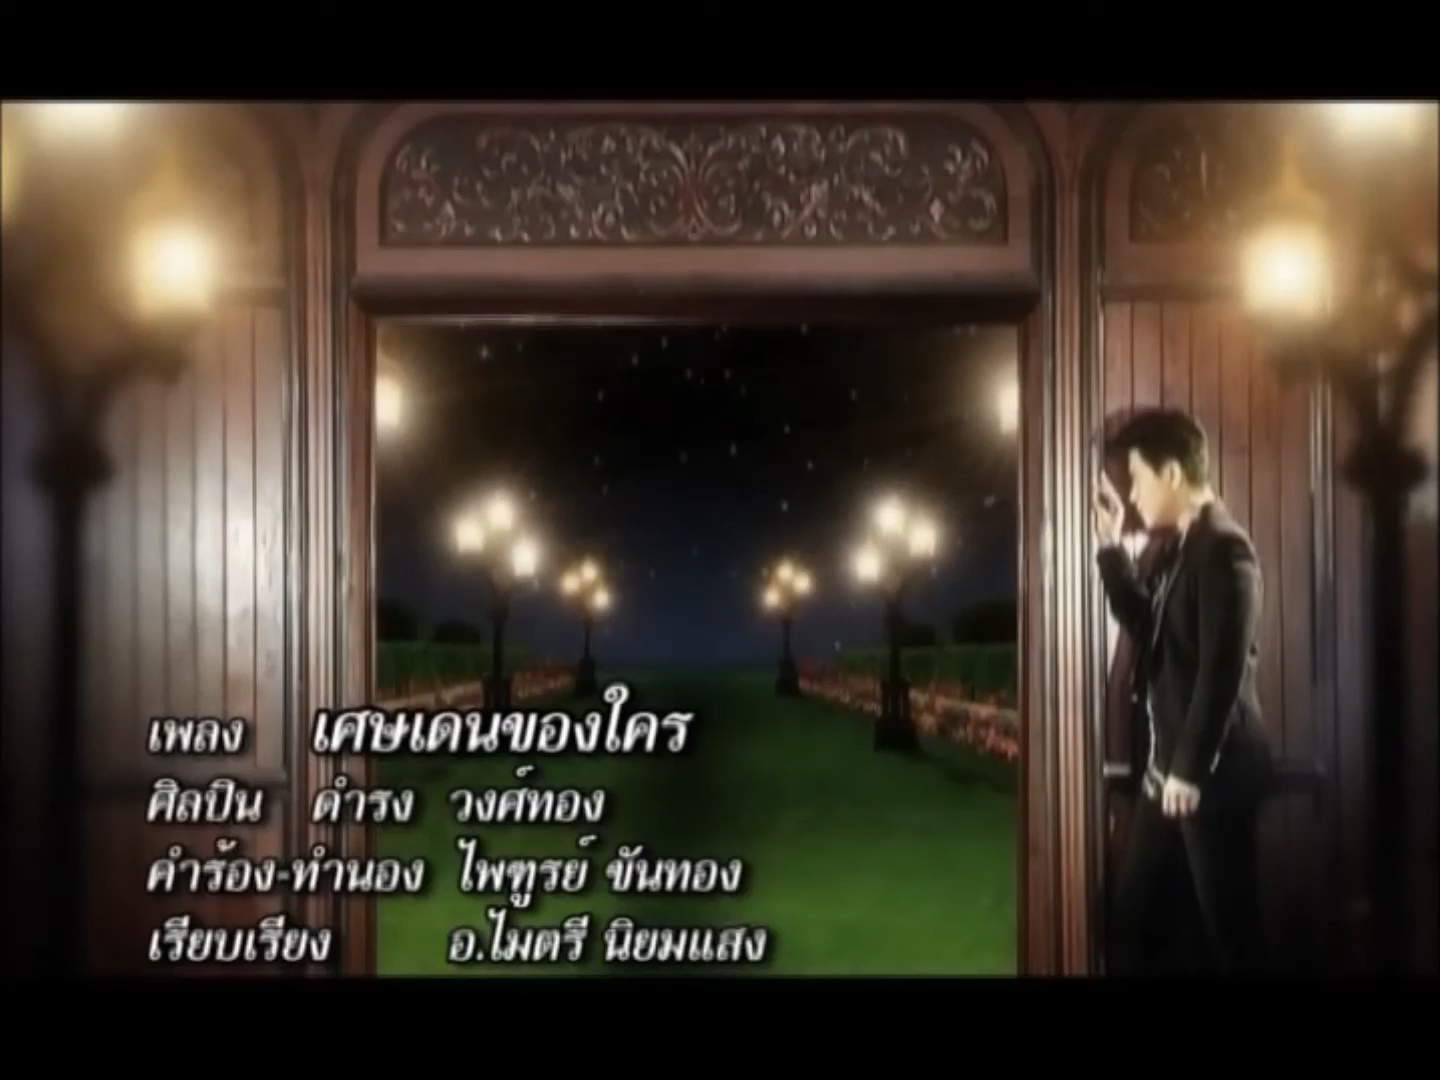 เพลง เศษเดนของใคร
ศิลปิน ดำรง วงศ์ทอง
คำร้อง-ทำนอง ไพฑูรย์ ขันทอง
เรียบเรียง อ.ไมตรี นิยมแสง